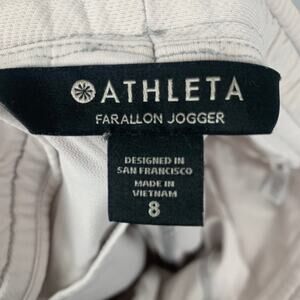 ATHLETA
FARALLON JOGGER
DESIGNED IN
SAN FRANCISCO
MADE IN
VIETNAM
8